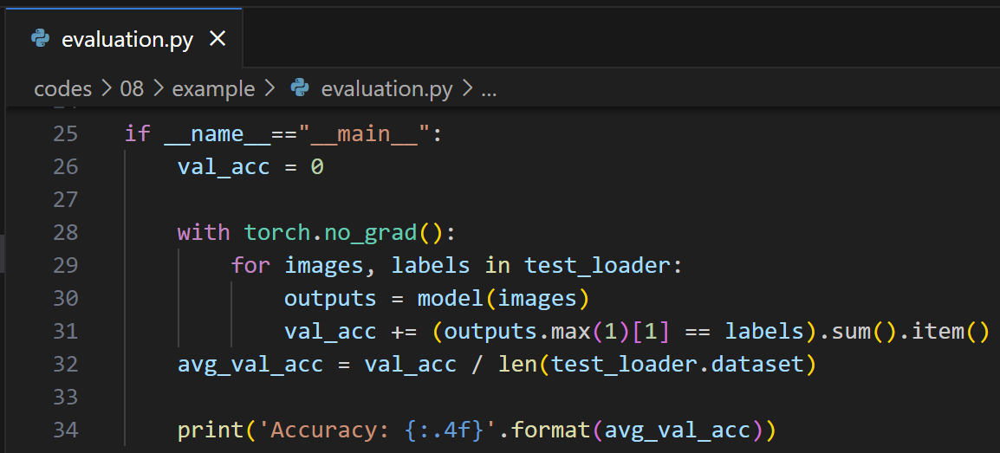 evaluation.py ×
codes > 08 > example > evaluation.py > ...
25 if __name__=="__main__":
26     val_acc = 0
27
28     with torch.no_grad():
29         for images, labels in test_loader:
30             outputs = model(images)
31             val_acc += (outputs.max(1)[1] == labels).sum().item()
32     avg_val_acc = val_acc / len(test_loader.dataset)
33
34     print('Accuracy: {:.4f}'.format(avg_val_acc))